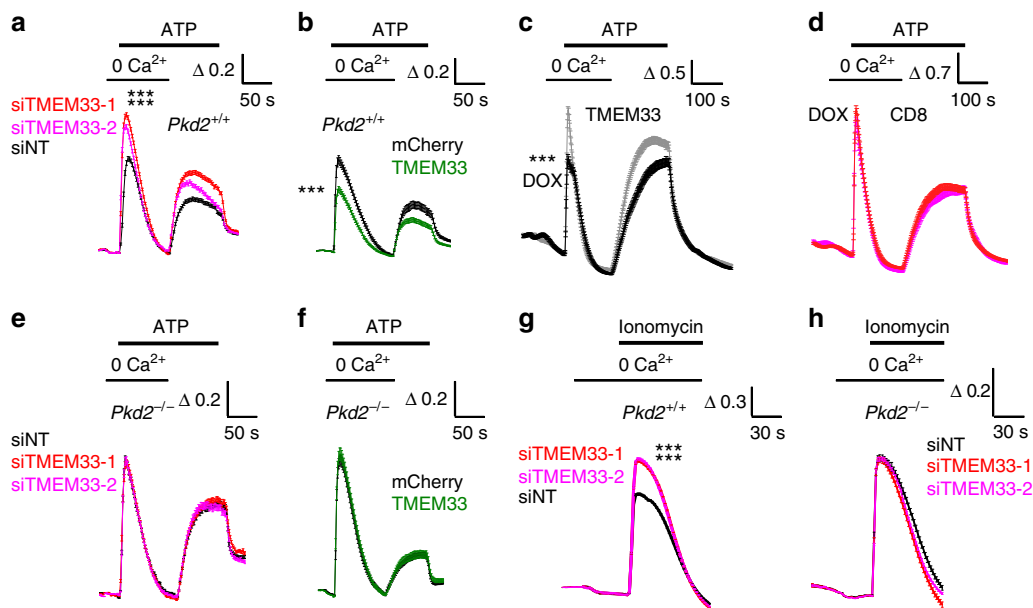 a
ATP
0 Ca²⁺
Δ 0.2
50 s
siTMEM33-1
siTMEM33-2
siNT
***
***
Pkd2⁺/⁺
b
ATP
0 Ca²⁺
Δ 0.2
50 s
Pkd2⁺/⁺
mCherry
TMEM33
***
c
ATP
0 Ca²⁺
Δ 0.5
100 s
TMEM33
***
DOX
d
ATP
0 Ca²⁺
Δ 0.7
100 s
DOX
CD8
e
ATP
0 Ca²⁺
Δ 0.2
50 s
Pkd2⁻/⁻
siNT
siTMEM33-1
siTMEM33-2
f
ATP
0 Ca²⁺
Δ 0.2
50 s
Pkd2⁻/⁻
mCherry
TMEM33
g
Ionomycin
0 Ca²⁺
Δ 0.3
30 s
Pkd2⁺/⁺
siTMEM33-1
siTMEM33-2
siNT
***
***
h
Ionomycin
0 Ca²⁺
Δ 0.2
30 s
Pkd2⁻/⁻
siNT
siTMEM33-1
siTMEM33-2